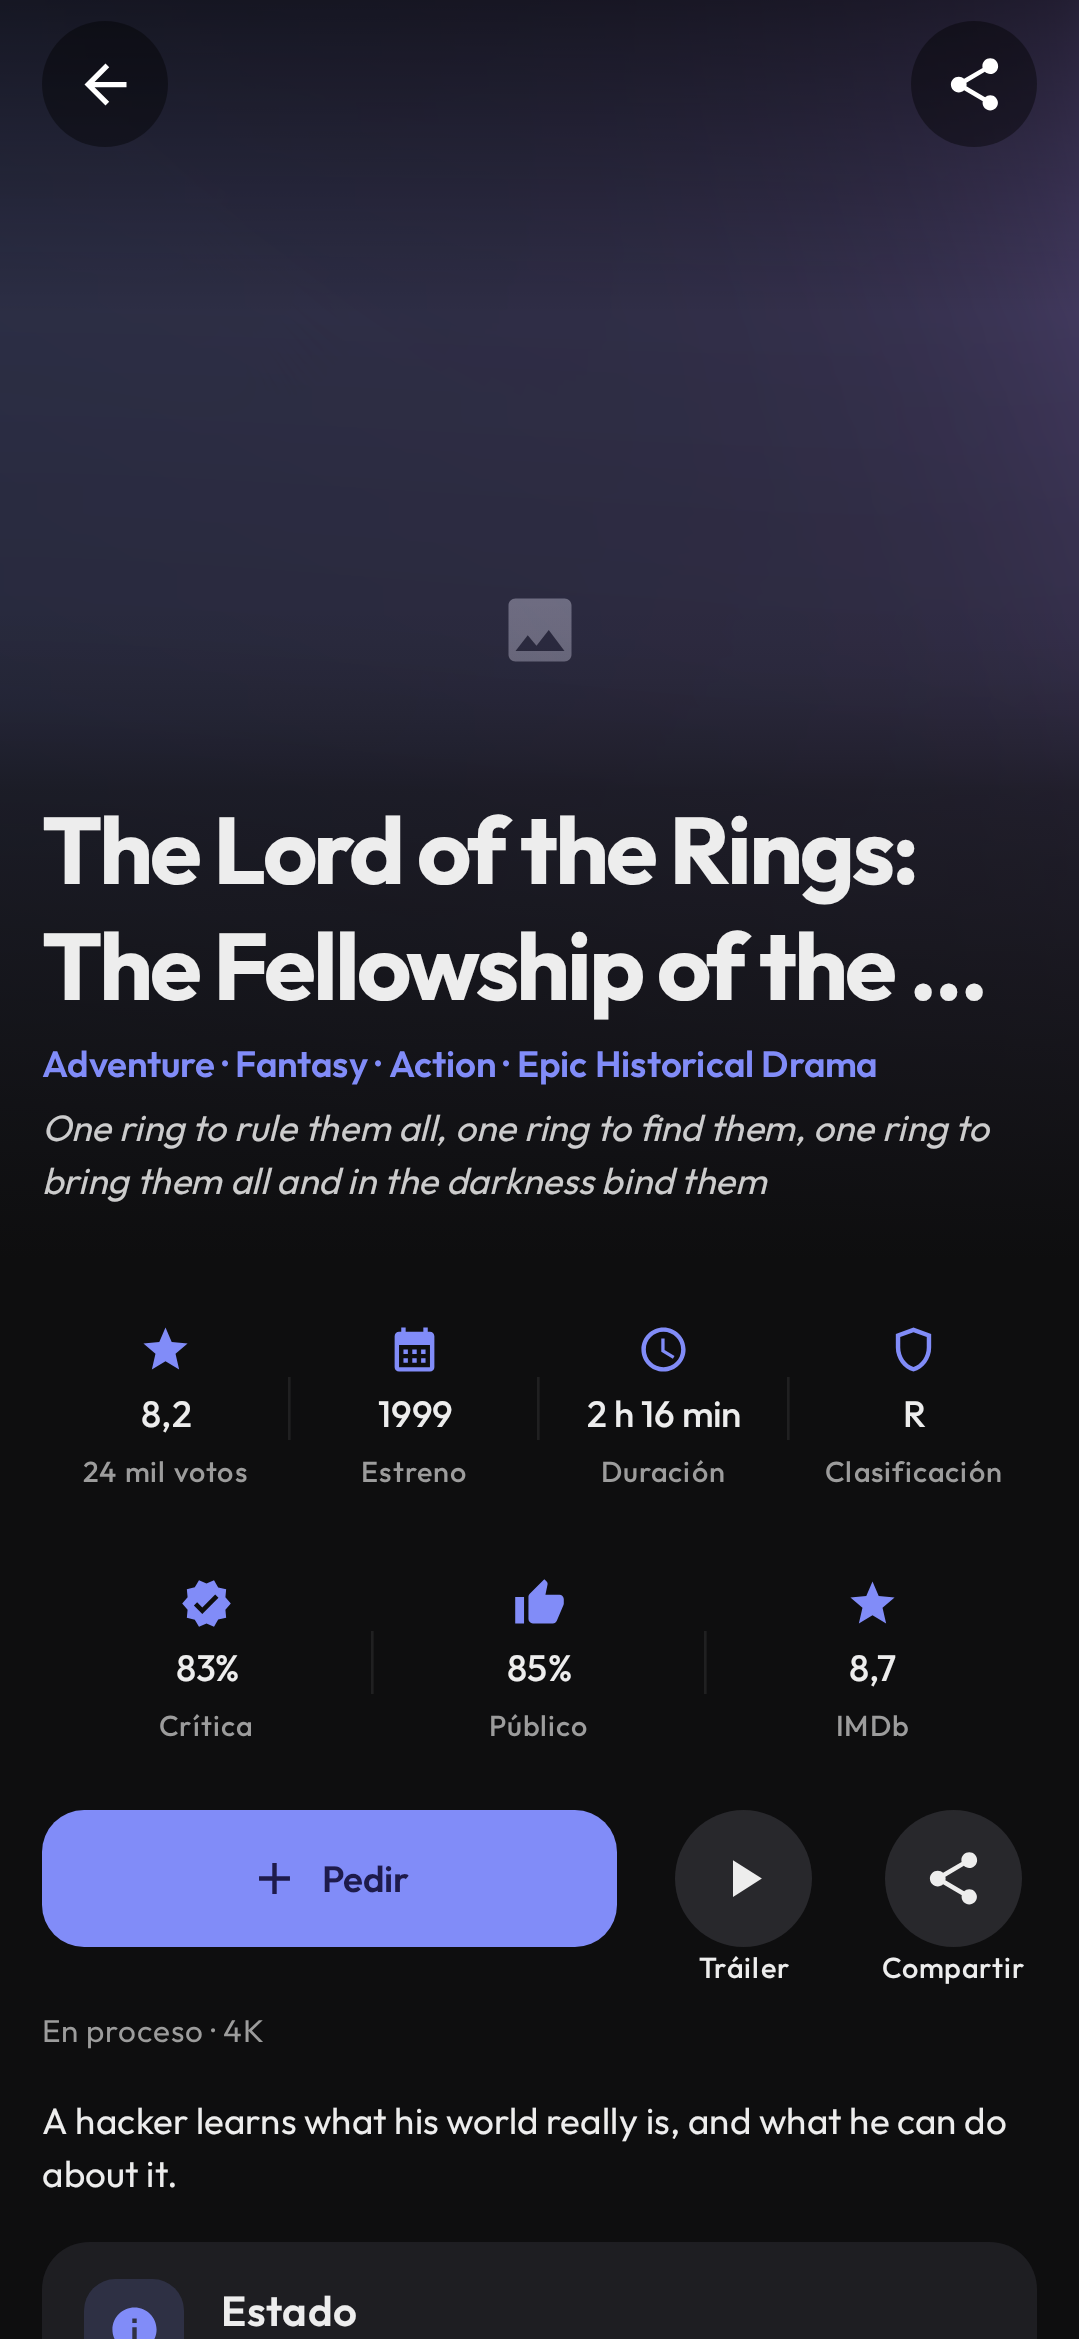 The Lord of the Rings:
The Fellowship of the ...
Adventure · Fantasy · Action · Epic Historical Drama
One ring to rule them all, one ring to find them, one ring to
bring them all and in the darkness bind them
8,2
24 mil votos
1999
Estreno
2 h 16 min
Duración
R
Clasificación
83%
Crítica
85%
Público
8,7
IMDb
Pedir
Tráiler
Compartir
En proceso · 4K
A hacker learns what his world really is, and what he can do
about it.
Estado